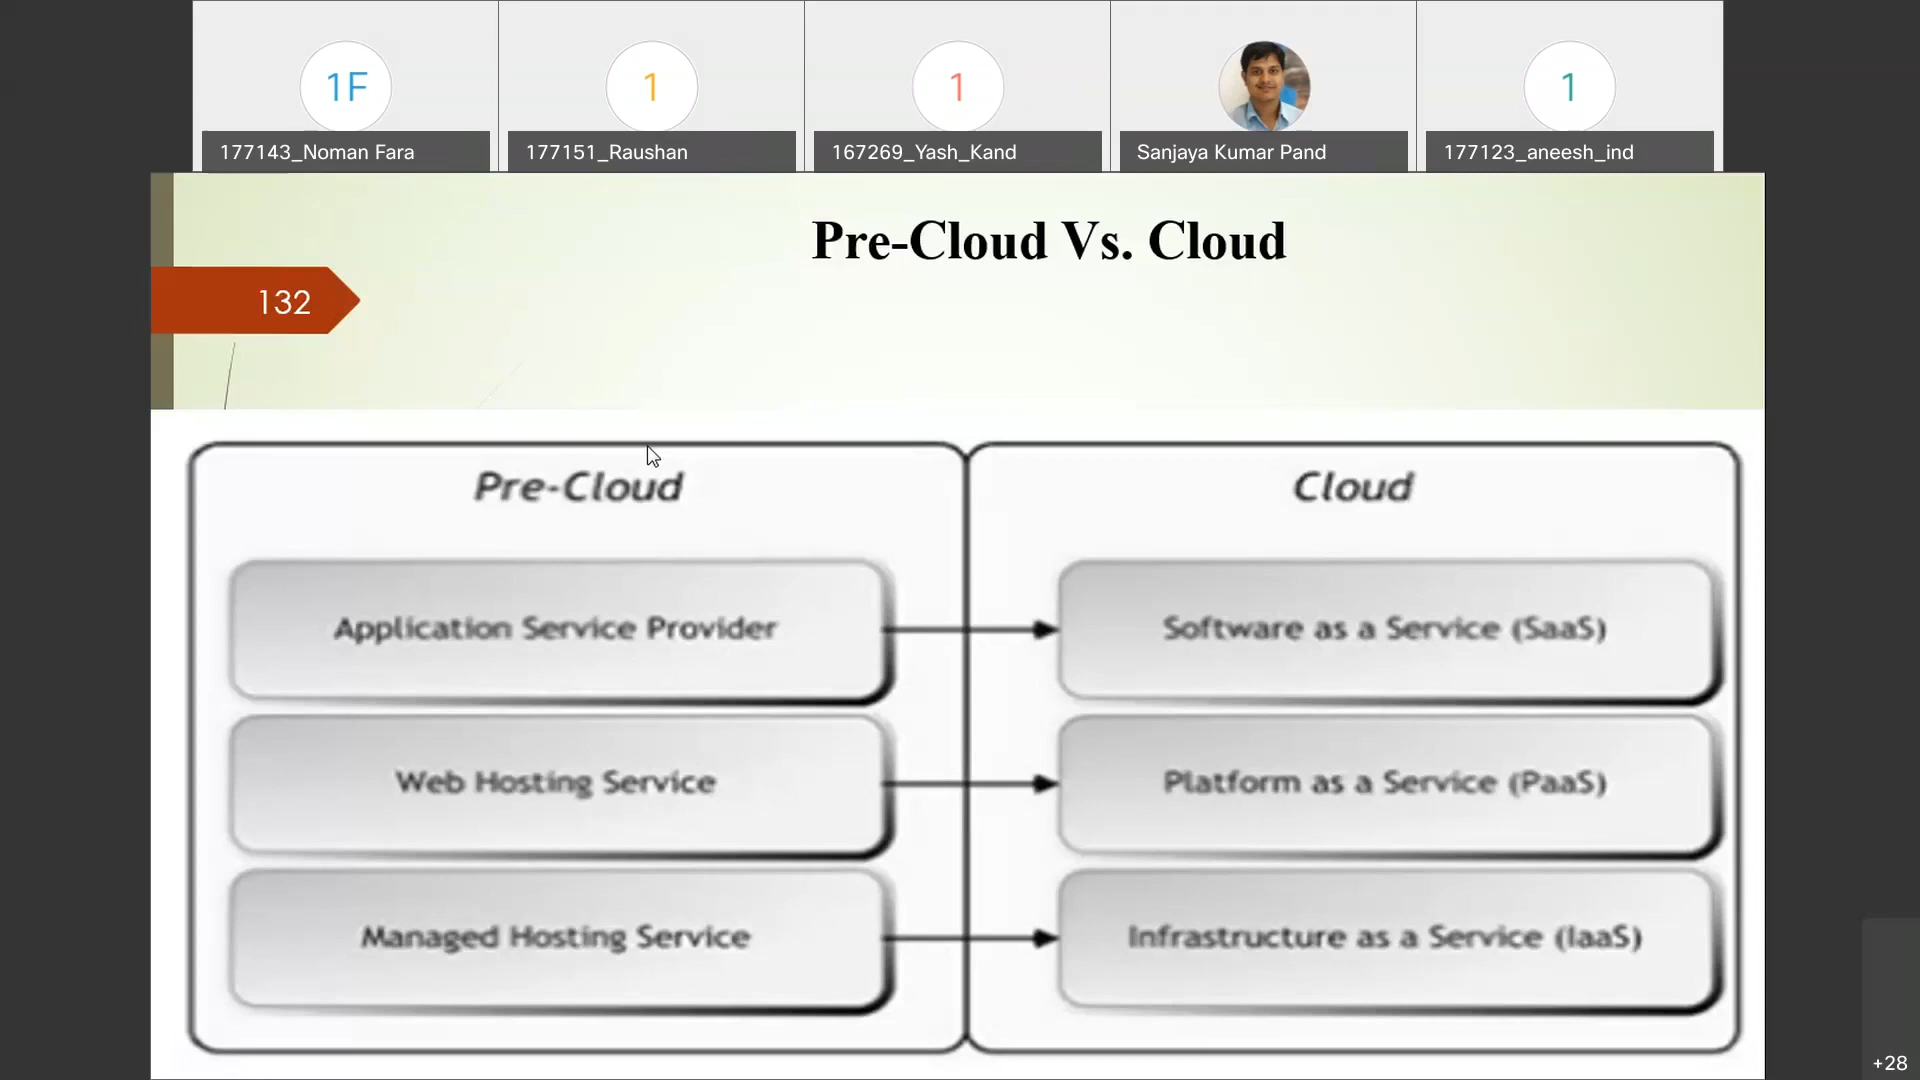 1F
1
1
1
177143_Noman Fara
177151_Raushan
167269_Yash_Kand
Sanjaya Kumar Pand
177123_aneesh_ind
Pre-Cloud Vs. Cloud
132
Pre-Cloud
Cloud
Application Service Provider
Software as a Service (SaaS)
Web Hosting Service
Platform as a Service (PaaS)
Managed Hosting Service
Infrastructure as a Service (IaaS)
+28